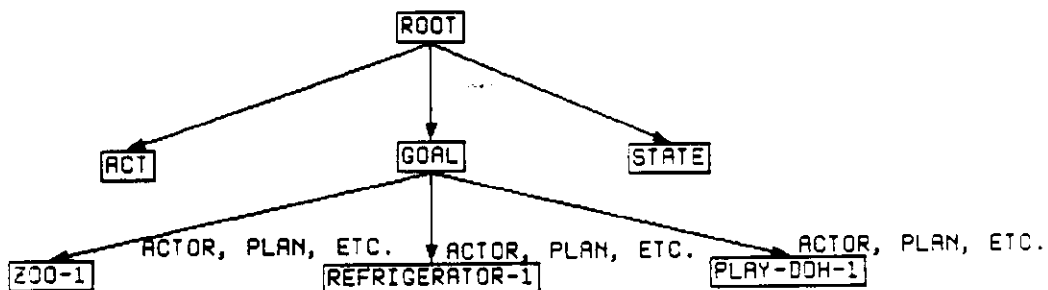 ROOT
ACT GOAL STATE
ACTOR, PLAN, ETC. ACTOR, PLAN, ETC. ACTOR, PLAN, ETC.
ZOO-1 REFRIGERATOR-1 PLAY-DOH-1